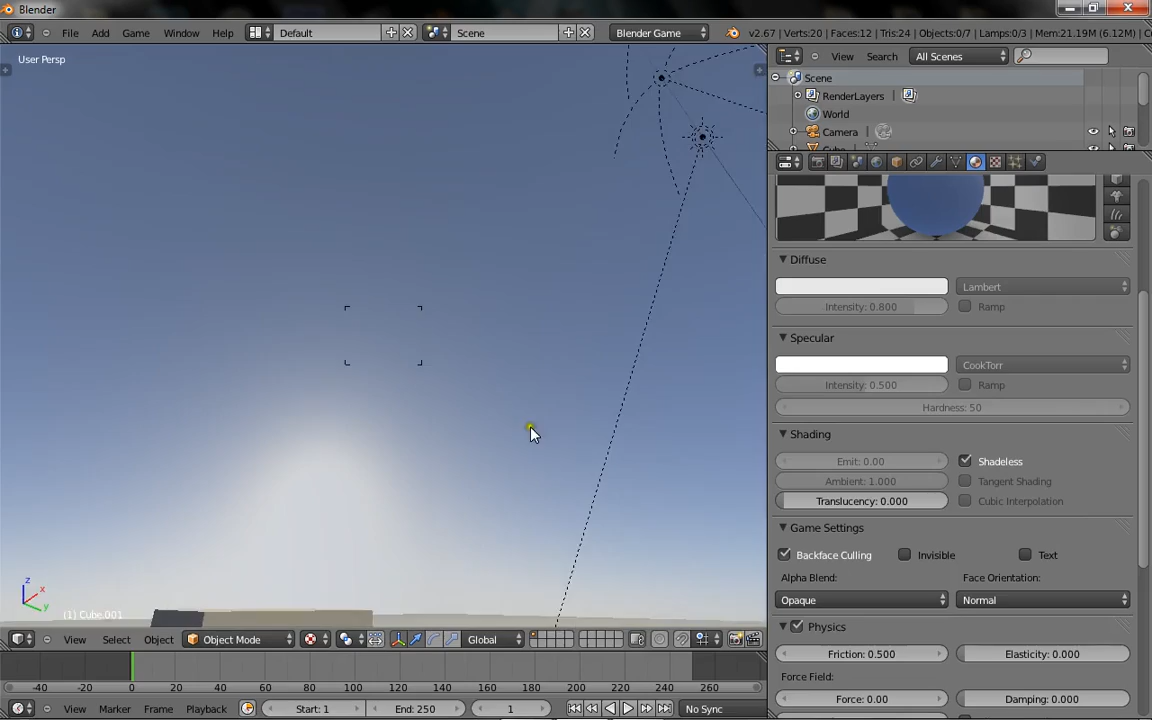 Blender
File Add Game Window Help Default Scene Blender Game v2.67 | Verts:20 | Faces:12 | Tris:24 | Objects:0/7 | Lamps:0/3 | Mem:21.19M (6.12M) |
User Persp
View Search All Scenes
Scene
RenderLayers
World
Camera
Cube
Diffuse
Lambert
Intensity: 0.800 Ramp
Specular
CookTorr
Intensity: 0.500 Ramp
Hardness: 50
Shading
Emit: 0.00 Shadeless
Ambient: 1.000 Tangent Shading
Translucency: 0.000 Cubic Interpolation
Game Settings
Backface Culling Invisible Text
Alpha Blend: Face Orientation:
Opaque Normal
Physics
Friction: 0.500 Elasticity: 0.000
Force Field:
Force: 0.00 Damping: 0.000
z
x
y
(1) Cube.001
View Select Object Object Mode Global
-40 -20 0 20 40 60 80 100 120 140 160 180 200 220 240 260
View Marker Frame Playback Start: 1 End: 250 1 No Sync